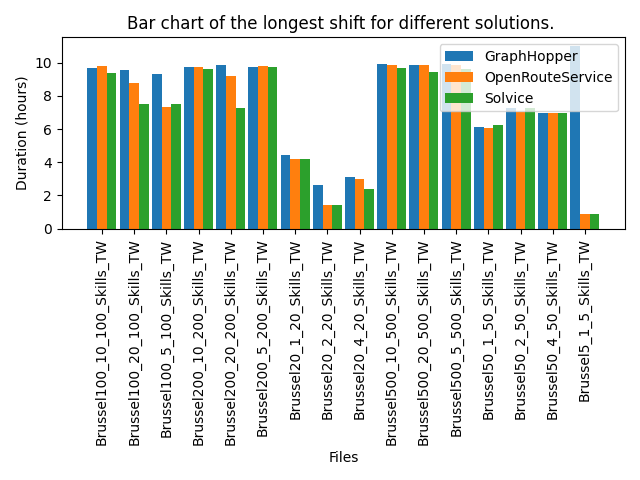 Bar chart of the longest shift for different solutions.
GraphHopper
OpenRouteService
Solvice
Duration (hours)
10
8
6
4
2
0
Brussel100_10_100_Skills_TW
Brussel100_20_100_Skills_TW
Brussel100_5_100_Skills_TW
Brussel200_10_200_Skills_TW
Brussel200_20_200_Skills_TW
Brussel200_5_200_Skills_TW
Brussel20_1_20_Skills_TW
Brussel20_2_20_Skills_TW
Brussel20_4_20_Skills_TW
Brussel500_10_500_Skills_TW
Brussel500_20_500_Skills_TW
Brussel500_5_500_Skills_TW
Brussel50_1_50_Skills_TW
Brussel50_2_50_Skills_TW
Brussel50_4_50_Skills_TW
Brussel5_1_5_Skills_TW
Files